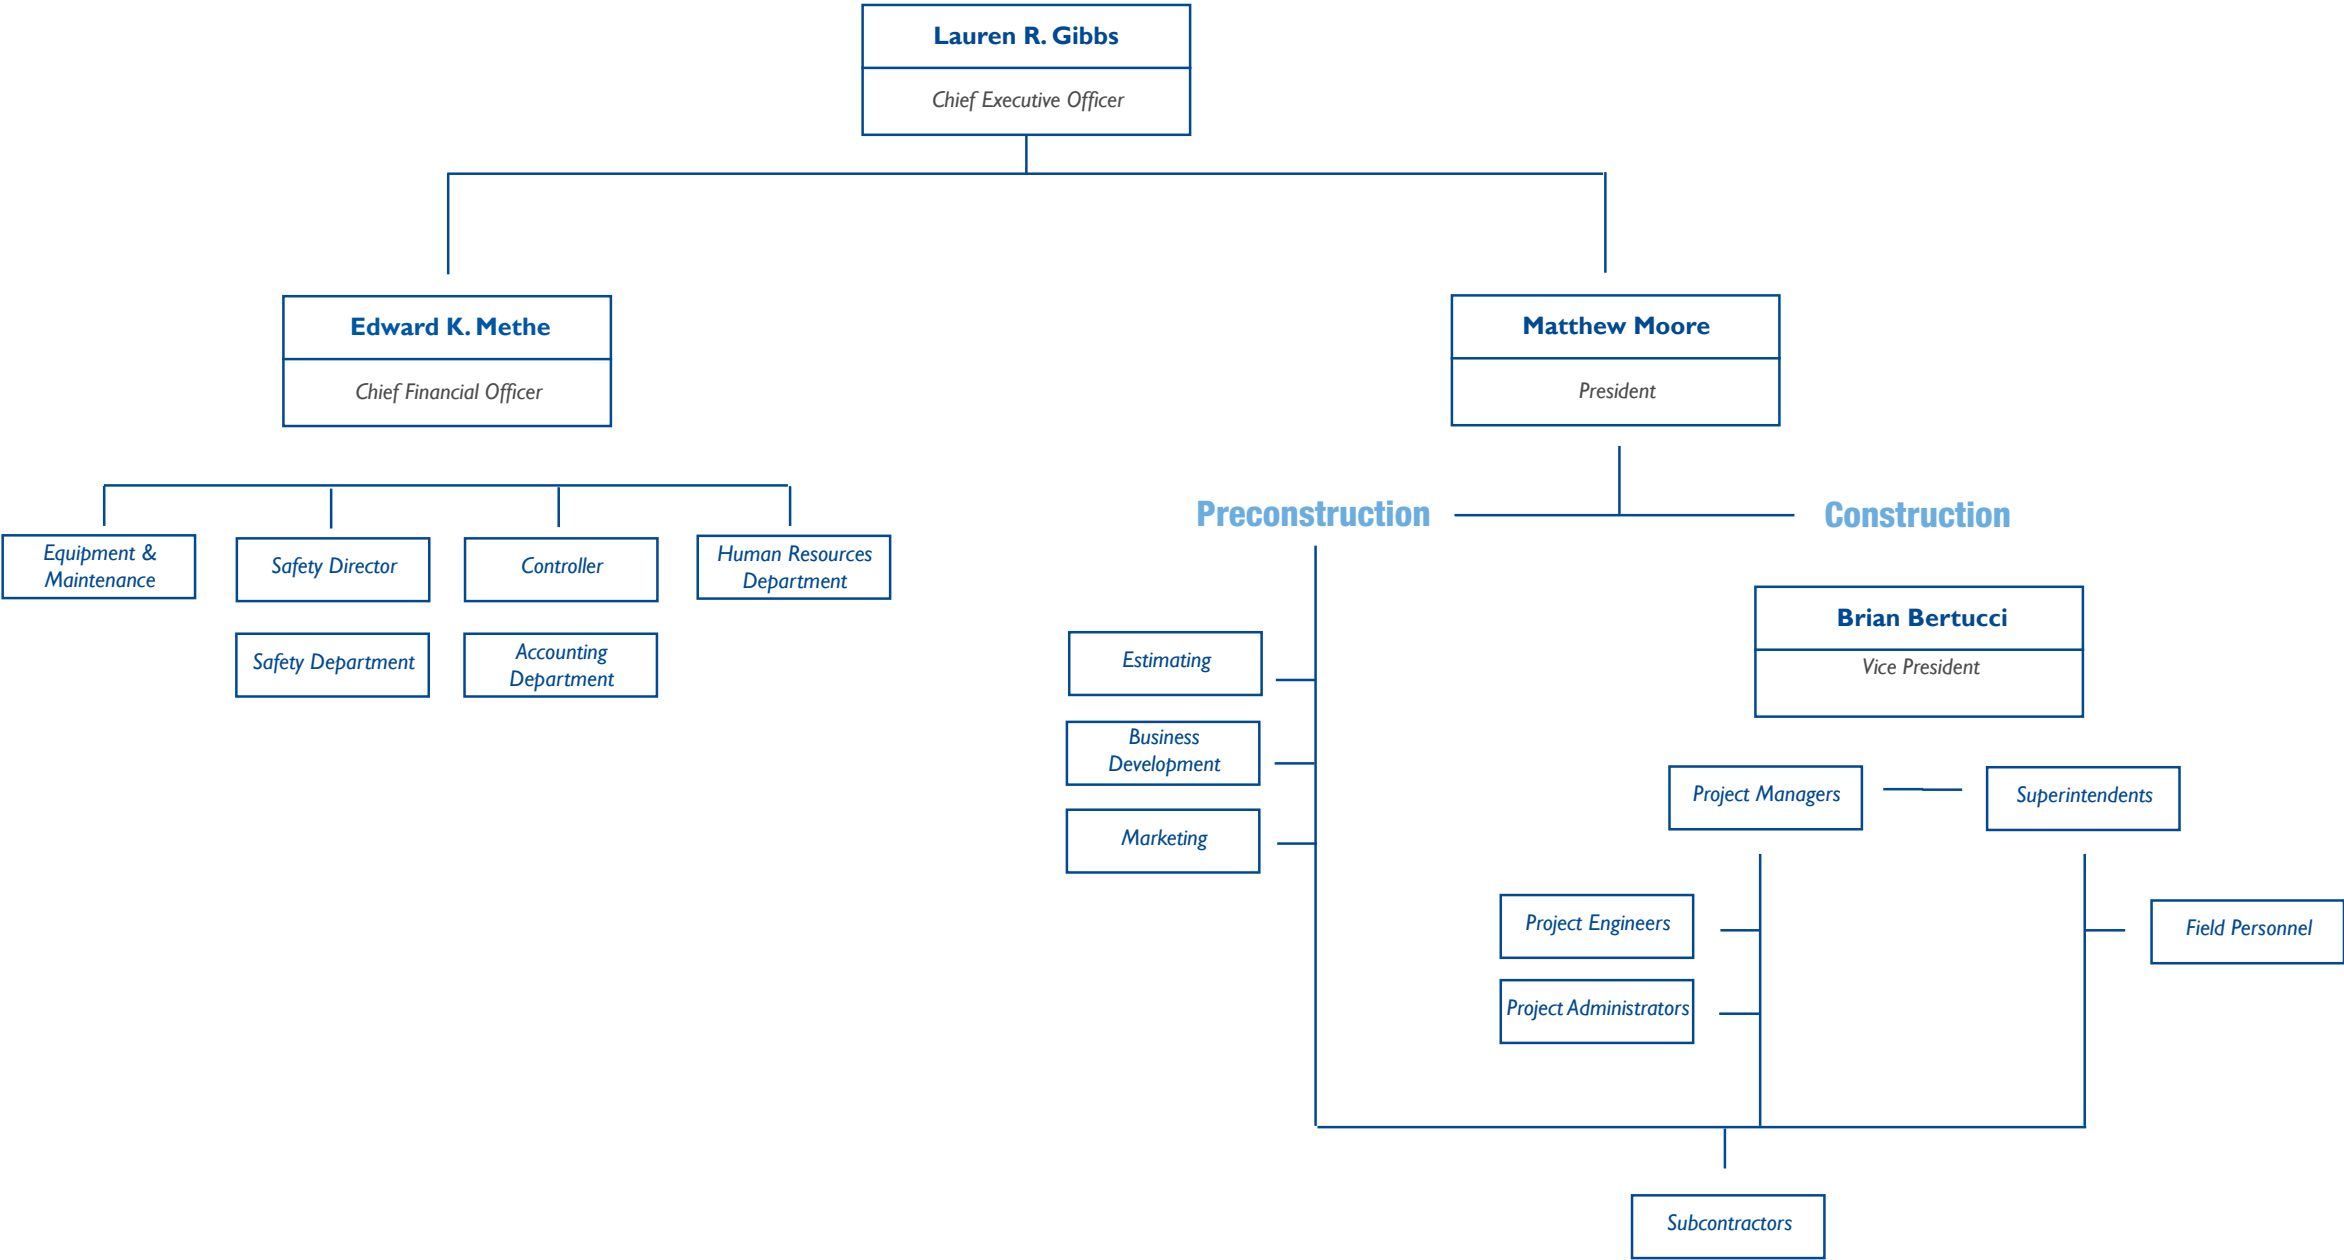 Lauren R. Gibbs
Chief Executive Officer
Edward K. Methe
Chief Financial Officer
Matthew Moore
President
Equipment &
Maintenance
Safety Director
Controller
Human Resources
Department
Safety Department
Accounting
Department
Preconstruction
Construction
Estimating
Business
Development
Marketing
Brian Bertucci
Vice President
Project Managers
Superintendents
Project Engineers
Project Administrators
Field Personnel
Subcontractors